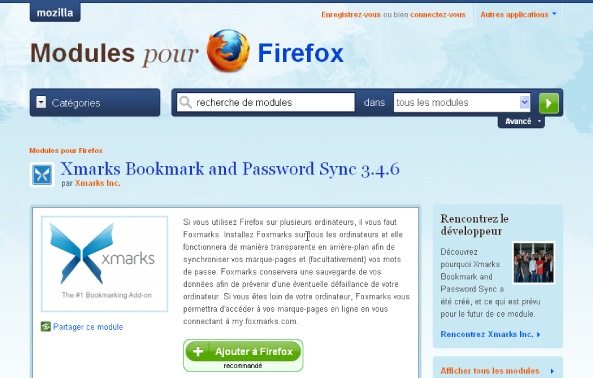 mozilla
Enregistrez-vous ou bien connectez-vous
Autres applications
Modules pour Firefox
Catégories
recherche de modules
dans
tous les modules
Avancé
Modules pour Firefox
Xmarks Bookmark and Password Sync 3.4.6
par Xmarks Inc.
xmarks
The #1 Bookmarking Add-on
Partager ce module
Si vous utilisez Firefox sur plusieurs ordinateurs, il vous faut
Foxmarks. Installez Foxmarks sur tous les ordinateurs et elle
fonctionnera de manière transparente en arrière-plan afin de
synchroniser vos marque-pages et (facultativement) vos mots
de passe. Foxmarks conservera une sauvegarde de vos
données afin de prévenir d'une éventuelle défaillance de votre
ordinateur. Si vous êtes loin de votre ordinateur, Foxmarks vous
permettra d'accéder à vos marque-pages en ligne en vous
connectant à my.foxmarks.com.
Ajouter à Firefox
recommandé
Rencontrez le
développeur
Découvrez
pourquoi Xmarks
Bookmark and
Password Sync a
été créé, et ce qui est prévu
pour le futur de ce module.
Rencontrez Xmarks Inc.
Afficher tous les modules